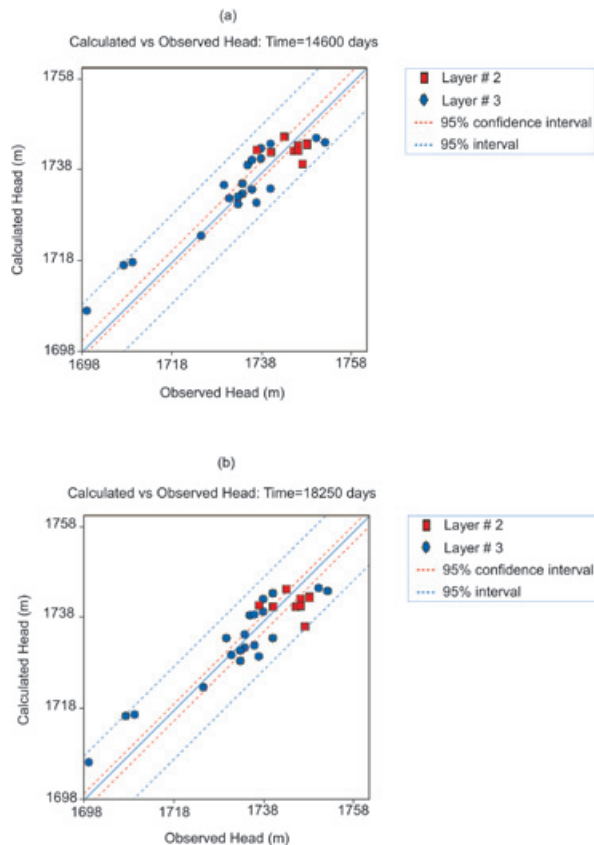 (a)
Calculated vs Observed Head: Time=14600 days
1758
1738
1718
1698
Calculated Head (m)
1698 1718 1738 1758
Observed Head (m)
Layer # 2
Layer # 3
95% confidence interval
95% interval
(b)
Calculated vs Observed Head: Time=18250 days
1758
1738
1718
1698
Calculated Head (m)
1698 1718 1738 1758
Observed Head (m)
Layer # 2
Layer # 3
95% confidence interval
95% interval